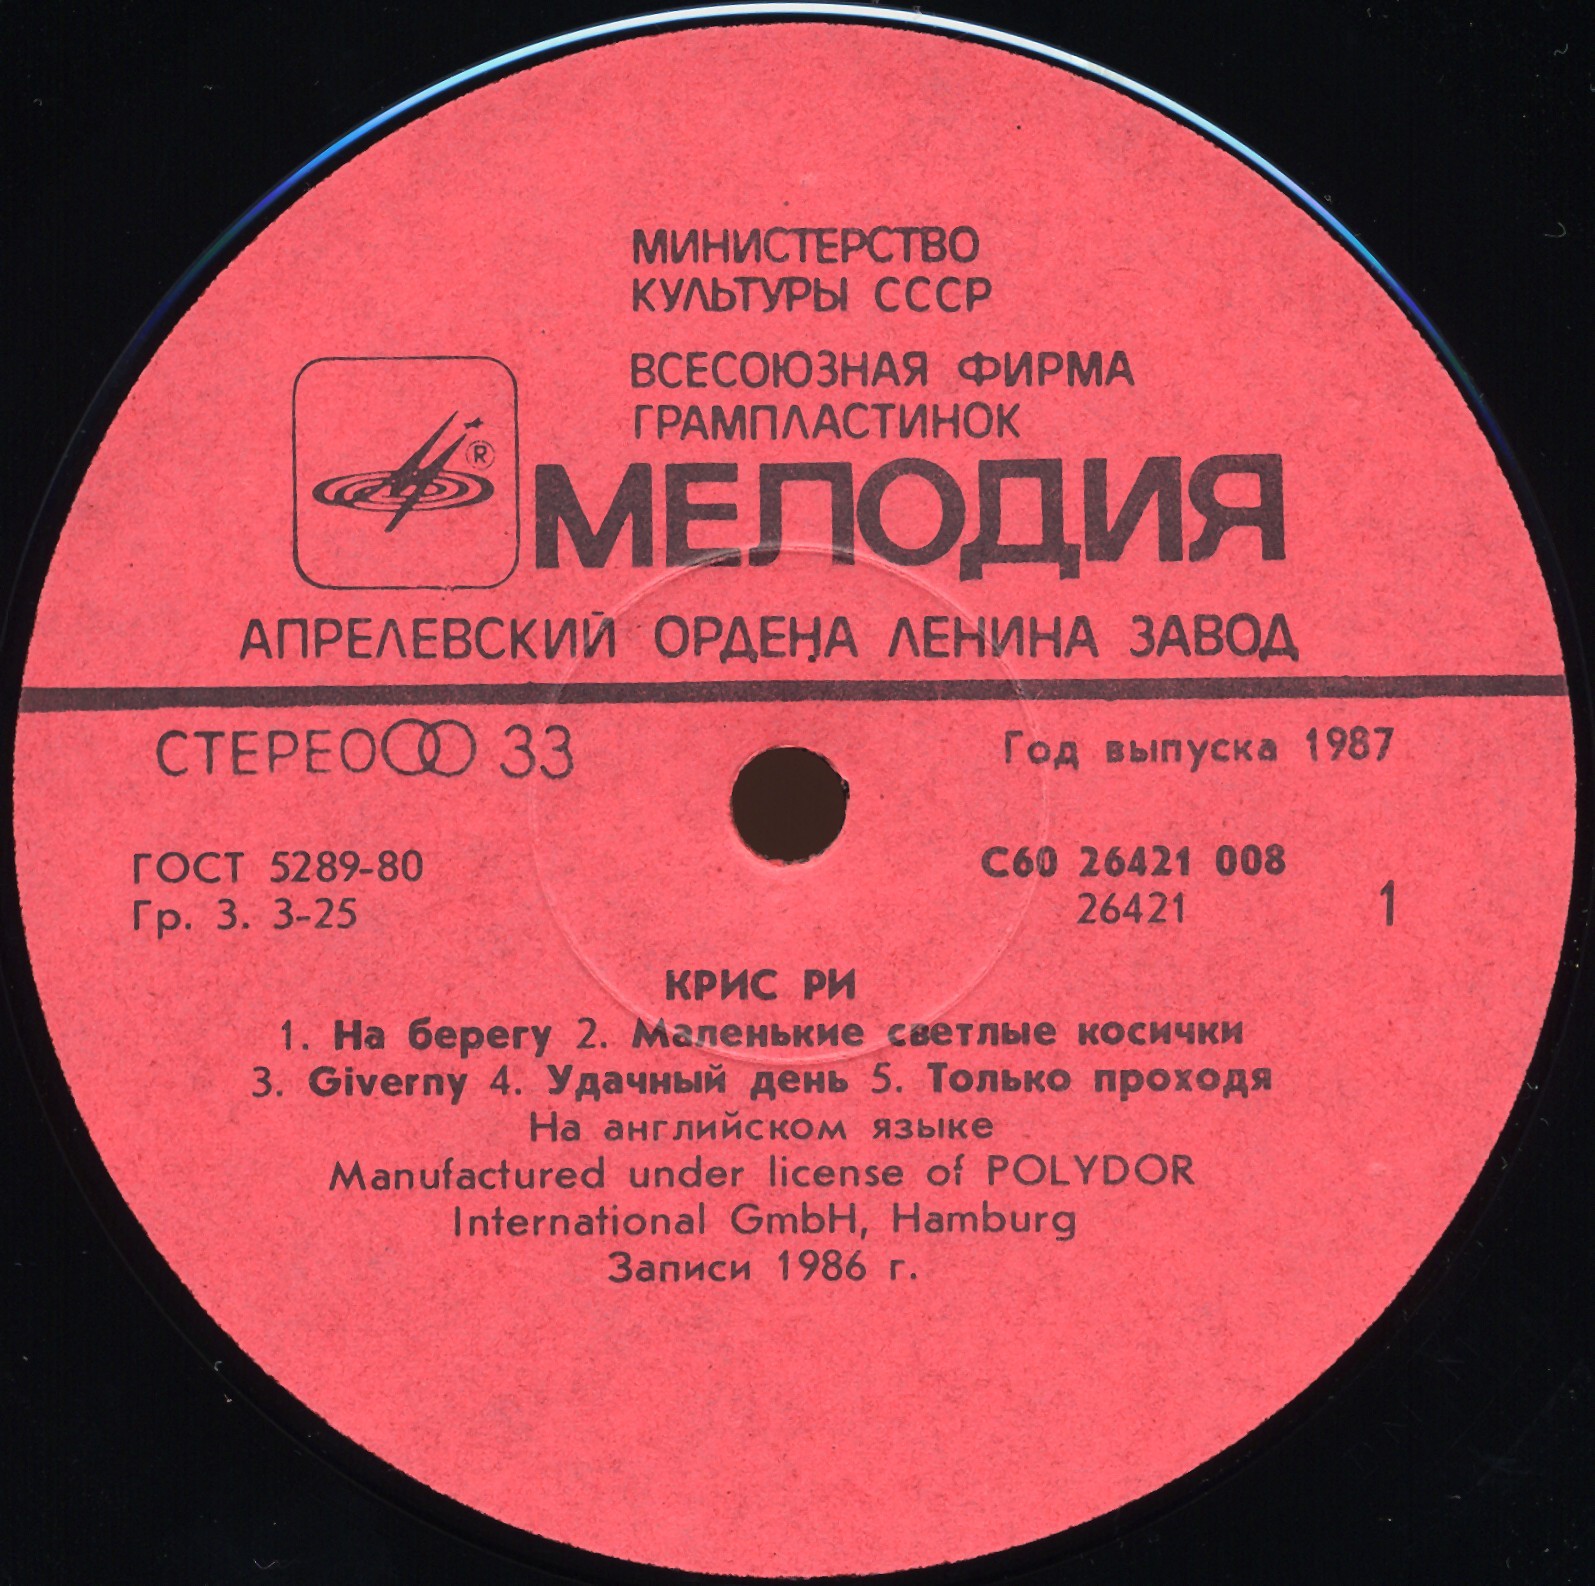 МИНИСТЕРСТВО
КУЛЬТУРЫ СССР
ВСЕСОЮЗНАЯ ФИРМА
ГРАМПЛАСТИНОК
®
МЕЛОДИЯ
АПРЕЛЕВСКИЙ ОРДЕНА ЛЕНИНА ЗАВОД
СТЕРЕО 33
Год выпуска 1987
ГОСТ 5289-80
Гр. 3. 3-25
С60 26421 008
26421
1
КРИС РИ
1. На берегу 2. Маленькие светлые косички
3. Giverny 4. Удачный день 5. Только проходя
На английском языке
Manufactured under license of POLYDOR
International GmbH, Hamburg
Записи 1986 г.